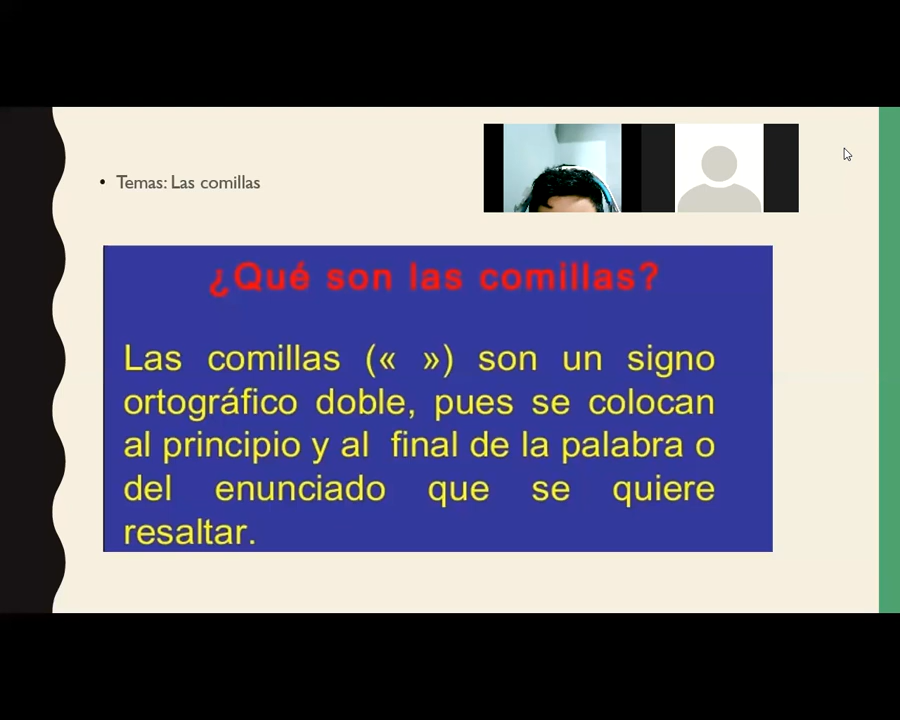 • Temas: Las comillas
¿Qué son las comillas?
Las comillas (« ») son un signo
ortográfico doble, pues se colocan
al principio y al final de la palabra o
del enunciado que se quiere
resaltar.